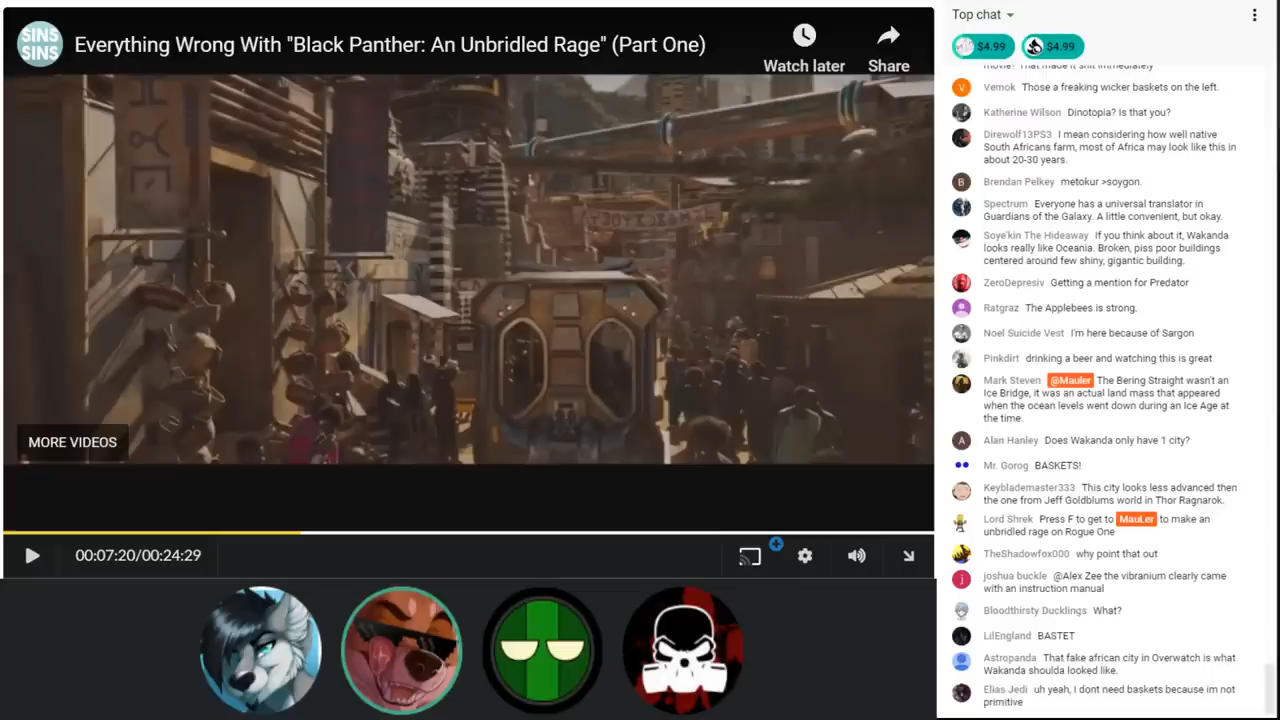 SINS
SINS
Everything Wrong With "Black Panther: An Unbridled Rage" (Part One)
Watch later
Share
MORE VIDEOS
00:07:20/00:24:29
Top chat
$4.99
$4.99
movie? That made it shit immediately
V
Vemok Those a freaking wicker baskets on the left.
Katherine Wilson Dinotopia? Is that you?
Direwolf13PS3 I mean considering how well native
South Africans farm, most of Africa may look like this in
about 20-30 years.
B
Brendan Pelkey metokur >soygon.
Spectrum Everyone has a universal translator in
Guardians of the Galaxy. A little convenient, but okay.
Soye'kin The Hideaway If you think about it, Wakanda
looks really like Oceania. Broken, piss poor buildings
centered around few shiny, gigantic building.
ZeroDepresiv Getting a mention for Predator
Ratgraz The Applebees is strong.
Noel Suicide Vest I'm here because of Sargon
Pinkdirt drinking a beer and watching this is great
Mark Steven @Mauler The Bering Straight wasn't an
Ice Bridge, it was an actual land mass that appeared
when the ocean levels went down during an Ice Age at
the time.
A
Alan Hanley Does Wakanda only have 1 city?
Mr. Gorog BASKETS!
Keyblademaster333 This city looks less advanced then
the one from Jeff Goldblums world in Thor Ragnarok.
Lord Shrek Press F to get to MauLer to make an
unbridled rage on Rogue One
TheShadowfox000 why point that out
j
joshua buckle @Alex Zee the vibranium clearly came
with an instruction manual
Bloodthirsty Ducklings What?
LilEngland BASTET
Astropanda That fake african city in Overwatch is what
Wakanda shoulda looked like.
Elias Jedi uh yeah, I dont need baskets because im not
primitive